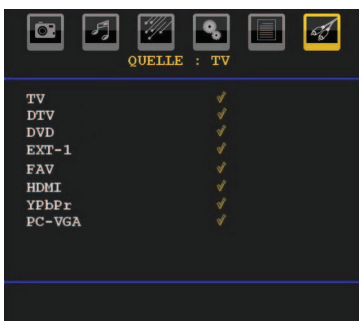 QUELLE : TV
TV
DTV
DVD
EXT-1
FAV
HDMI
YPbPr
PC-VGA